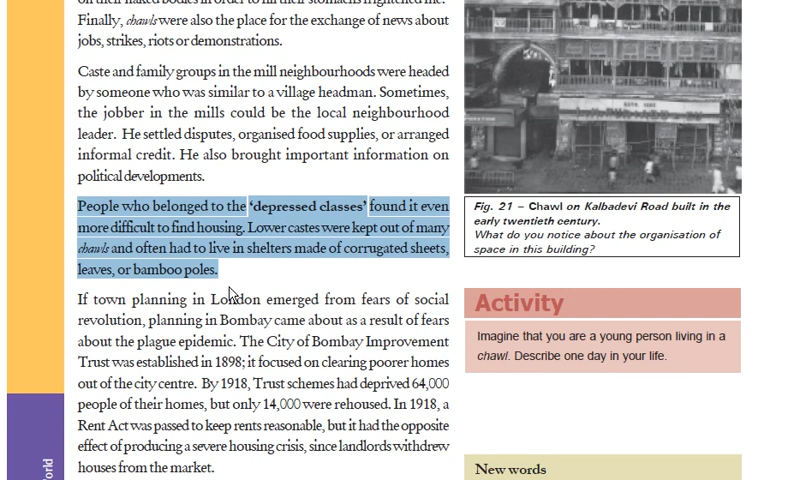 on their naked bodies in order to fill their stomachs frightened me.'
Finally, chawls were also the place for the exchange of news about
jobs, strikes, riots or demonstrations.
Caste and family groups in the mill neighbourhoods were headed
by someone who was similar to a village headman. Sometimes,
the jobber in the mills could be the local neighbourhood
leader. He settled disputes, organised food supplies, or arranged
informal credit. He also brought important information on
political developments.
People who belonged to the 'depressed classes' found it even
more difficult to find housing. Lower castes were kept out of many
chawls and often had to live in shelters made of corrugated sheets,
leaves, or bamboo poles.
If town planning in London emerged from fears of social
revolution, planning in Bombay came about as a result of fears
about the plague epidemic. The City of Bombay Improvement
Trust was established in 1898; it focused on clearing poorer homes
out of the city centre. By 1918, Trust schemes had deprived 64,000
people of their homes, but only 14,000 were rehoused. In 1918, a
Rent Act was passed to keep rents reasonable, but it had the opposite
effect of producing a severe housing crisis, since landlords withdrew
houses from the market.
Fig. 21 – Chawl on Kalbadevi Road built in the
early twentieth century.
What do you notice about the organisation of
space in this building?
Activity
Imagine that you are a young person living in a
chawl. Describe one day in your life.
New words
orld